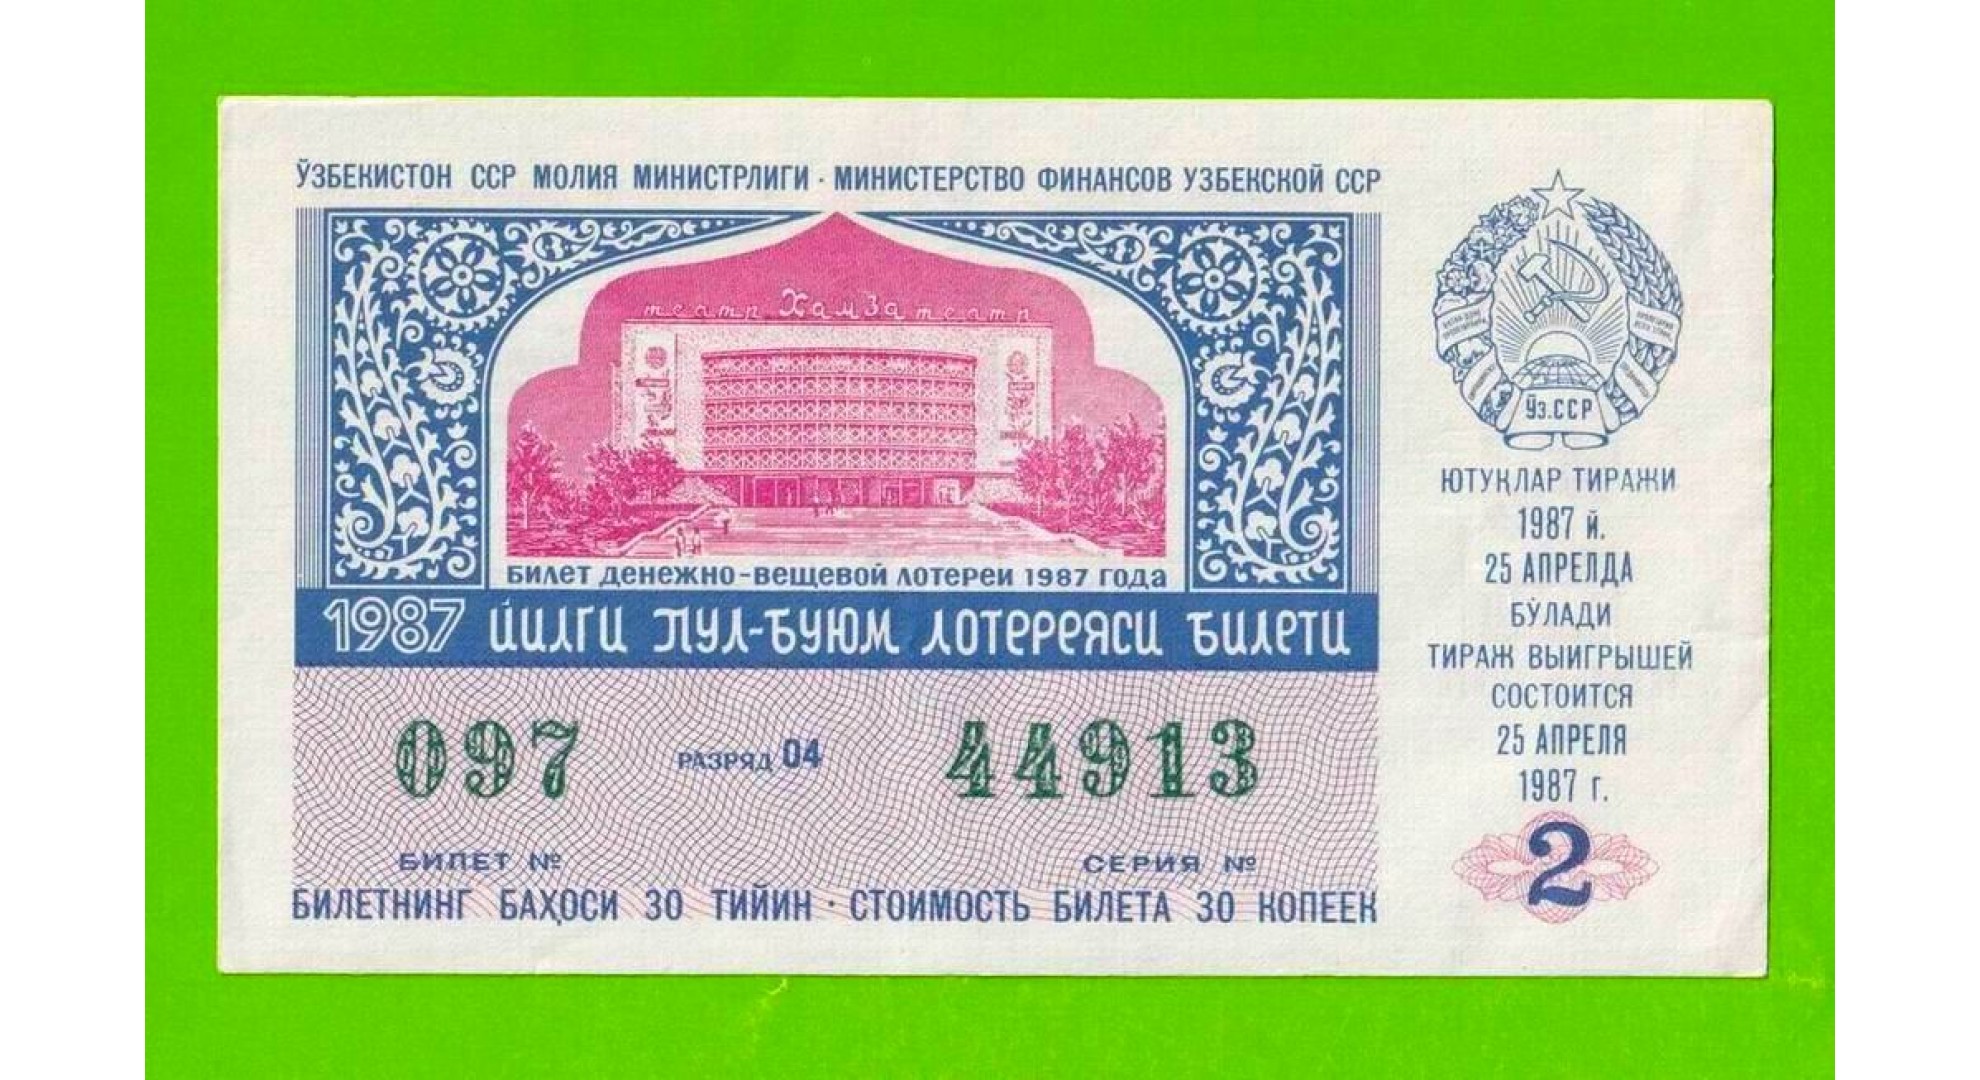 ЎЗБЕКИСТОН ССР МОЛИЯ МИНИСТРЛИГИ · МИНИСТЕРСТВО ФИНАНСОВ УЗБЕКСКОЙ ССР
театр Хамза театр
БИЛЕТ ДЕНЕЖНО-ВЕЩЕВОЙ ЛОТЕРЕИ 1987 ГОДА
1987 ЙИЛГИ ПУЛ-БУЮМ ЛОТЕРЕЯСИ БИЛЕТИ
097 РАЗРЯД 04 44913
БИЛЕТ № СЕРИЯ №
БИЛЕТНИНГ БАҲОСИ 30 ТИЙИН · СТОИМОСТЬ БИЛЕТА 30 КОПЕЕК
Ўз.ССР
ЮТУҚЛАР ТИРАЖИ
1987 й.
25 АПРЕЛДА
БЎЛАДИ
ТИРАЖ ВЫИГРЫШЕЙ
СОСТОИТСЯ
25 АПРЕЛЯ
1987 г.
2